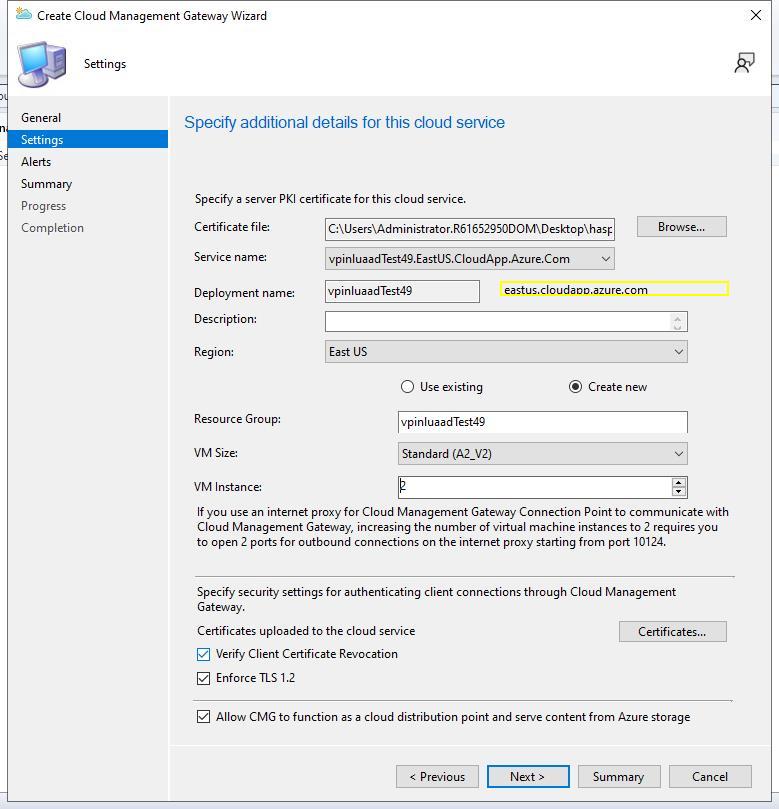 Create Cloud Management Gateway Wizard
Settings
General
Settings
Alerts
Summary
Progress
Completion
Specify additional details for this cloud service
Specify a server PKI certificate for this cloud service.
Certificate file: C:\Users\Administrator.R61652950DOM\Desktop\hasp Browse...
Service name: vpinluaadTest49.EastUS.CloudApp.Azure.Com
Deployment name: vpinluaadTest49 eastus.cloudapp.azure.com
Description:
Region: East US
Use existing Create new
Resource Group: vpinluaadTest49
VM Size: Standard (A2_V2)
VM Instance: 2
If you use an internet proxy for Cloud Management Gateway Connection Point to communicate with
Cloud Management Gateway, increasing the number of virtual machine instances to 2 requires you
to open 2 ports for outbound connections on the internet proxy starting from port 10124.
Specify security settings for authenticating client connections through Cloud Management
Gateway.
Certificates uploaded to the cloud service Certificates...
Verify Client Certificate Revocation
Enforce TLS 1.2
Allow CMG to function as a cloud distribution point and serve content from Azure storage
< Previous Next > Summary Cancel